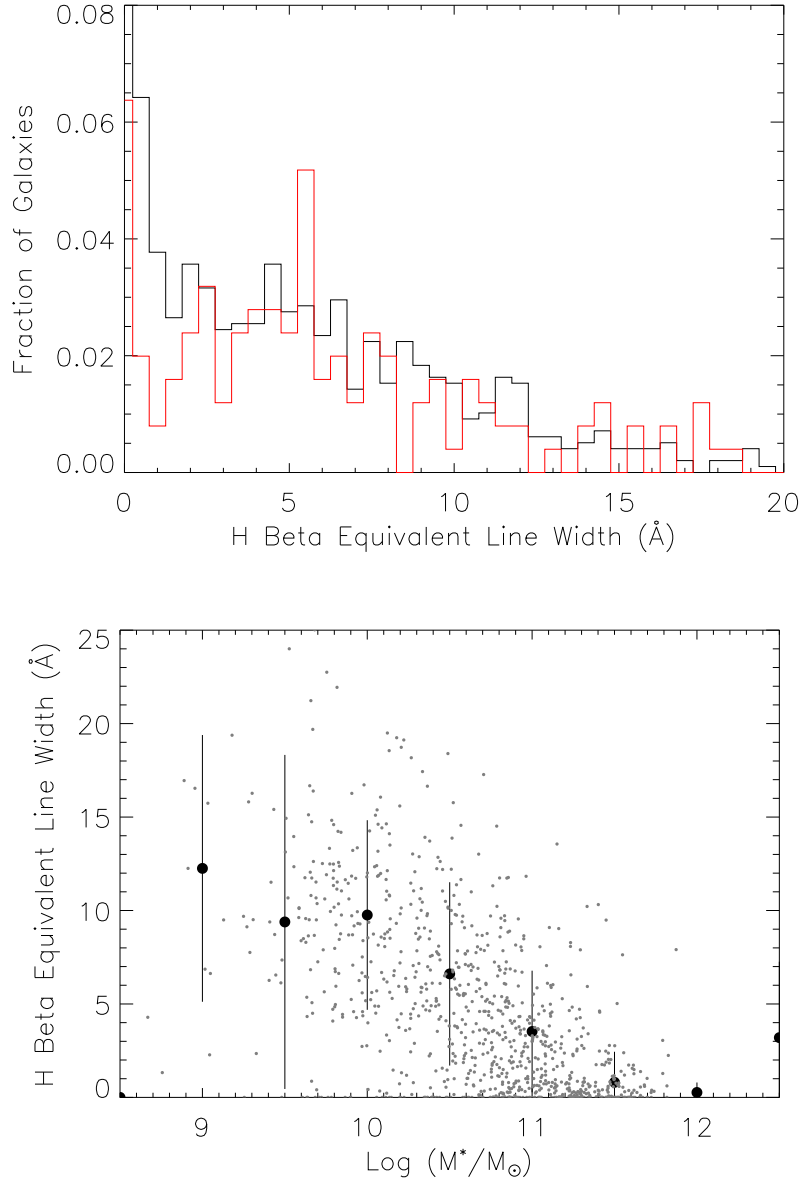 0.08
0.06
0.04
0.02
0.00
Fraction of Galaxies
0 5 10 15 20
H Beta Equivalent Line Width (Å)
25
20
15
10
5
0
H Beta Equivalent Line Width (Å)
9 10 11 12
Log (M*/M☉)